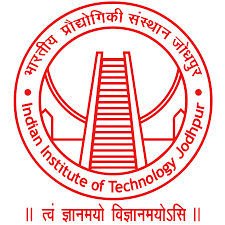 भारतीय प्रौद्योगिकी संस्थान जोधपुर
Indian Institute of Technology Jodhpur
॥ त्वं ज्ञानमयो विज्ञानमयोऽसि ॥